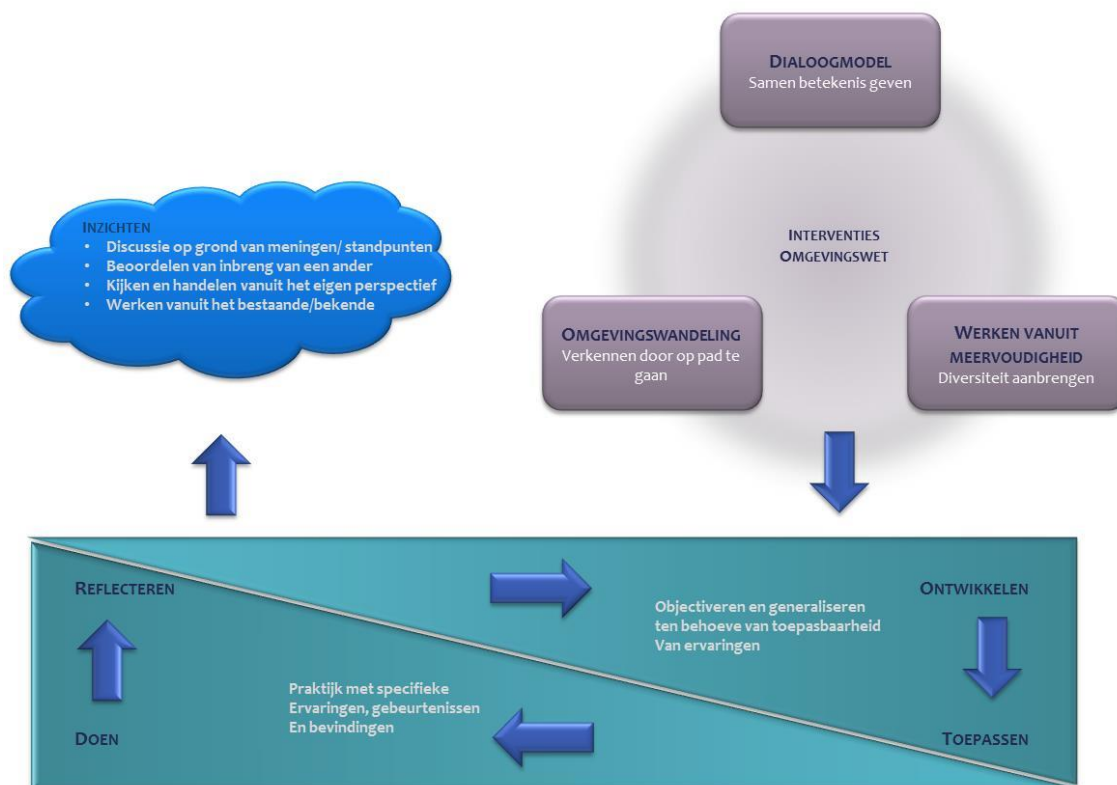 DIALOOGMODEL
Samen betekenis geven
INZICHTEN
• Discussie op grond van meningen/ standpunten
• Beoordelen van inbreng van een ander
• Kijken en handelen vanuit het eigen perspectief
• Werken vanuit het bestaande/bekende
INTERVENTIES
OMGEVINGSWET
OMGEVINGSWANDELING
Verkennen door op pad te
gaan
WERKEN VANUIT
MEERVOUDIGHEID
Diversiteit aanbrengen
REFLECTEREN
Objectiveren en generaliseren
ten behoeve van toepasbaarheid
Van ervaringen
ONTWIKKELEN
Praktijk met specifieke
Ervaringen, gebeurtenissen
En bevindingen
DOEN
TOEPASSEN